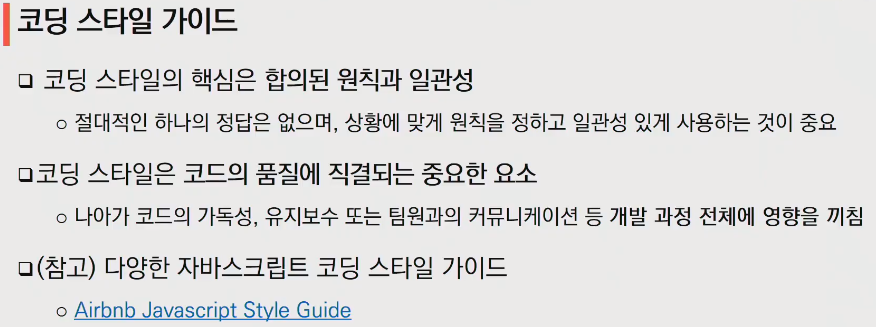 코딩 스타일 가이드
❑ 코딩 스타일의 핵심은 합의된 원칙과 일관성
○ 절대적인 하나의 정답은 없으며, 상황에 맞게 원칙을 정하고 일관성 있게 사용하는 것이 중요
❑코딩 스타일은 코드의 품질에 직결되는 중요한 요소
○ 나아가 코드의 가독성, 유지보수 또는 팀원과의 커뮤니케이션 등 개발 과정 전체에 영향을 끼침
❑(참고) 다양한 자바스크립트 코딩 스타일 가이드
○ Airbnb Javascript Style Guide